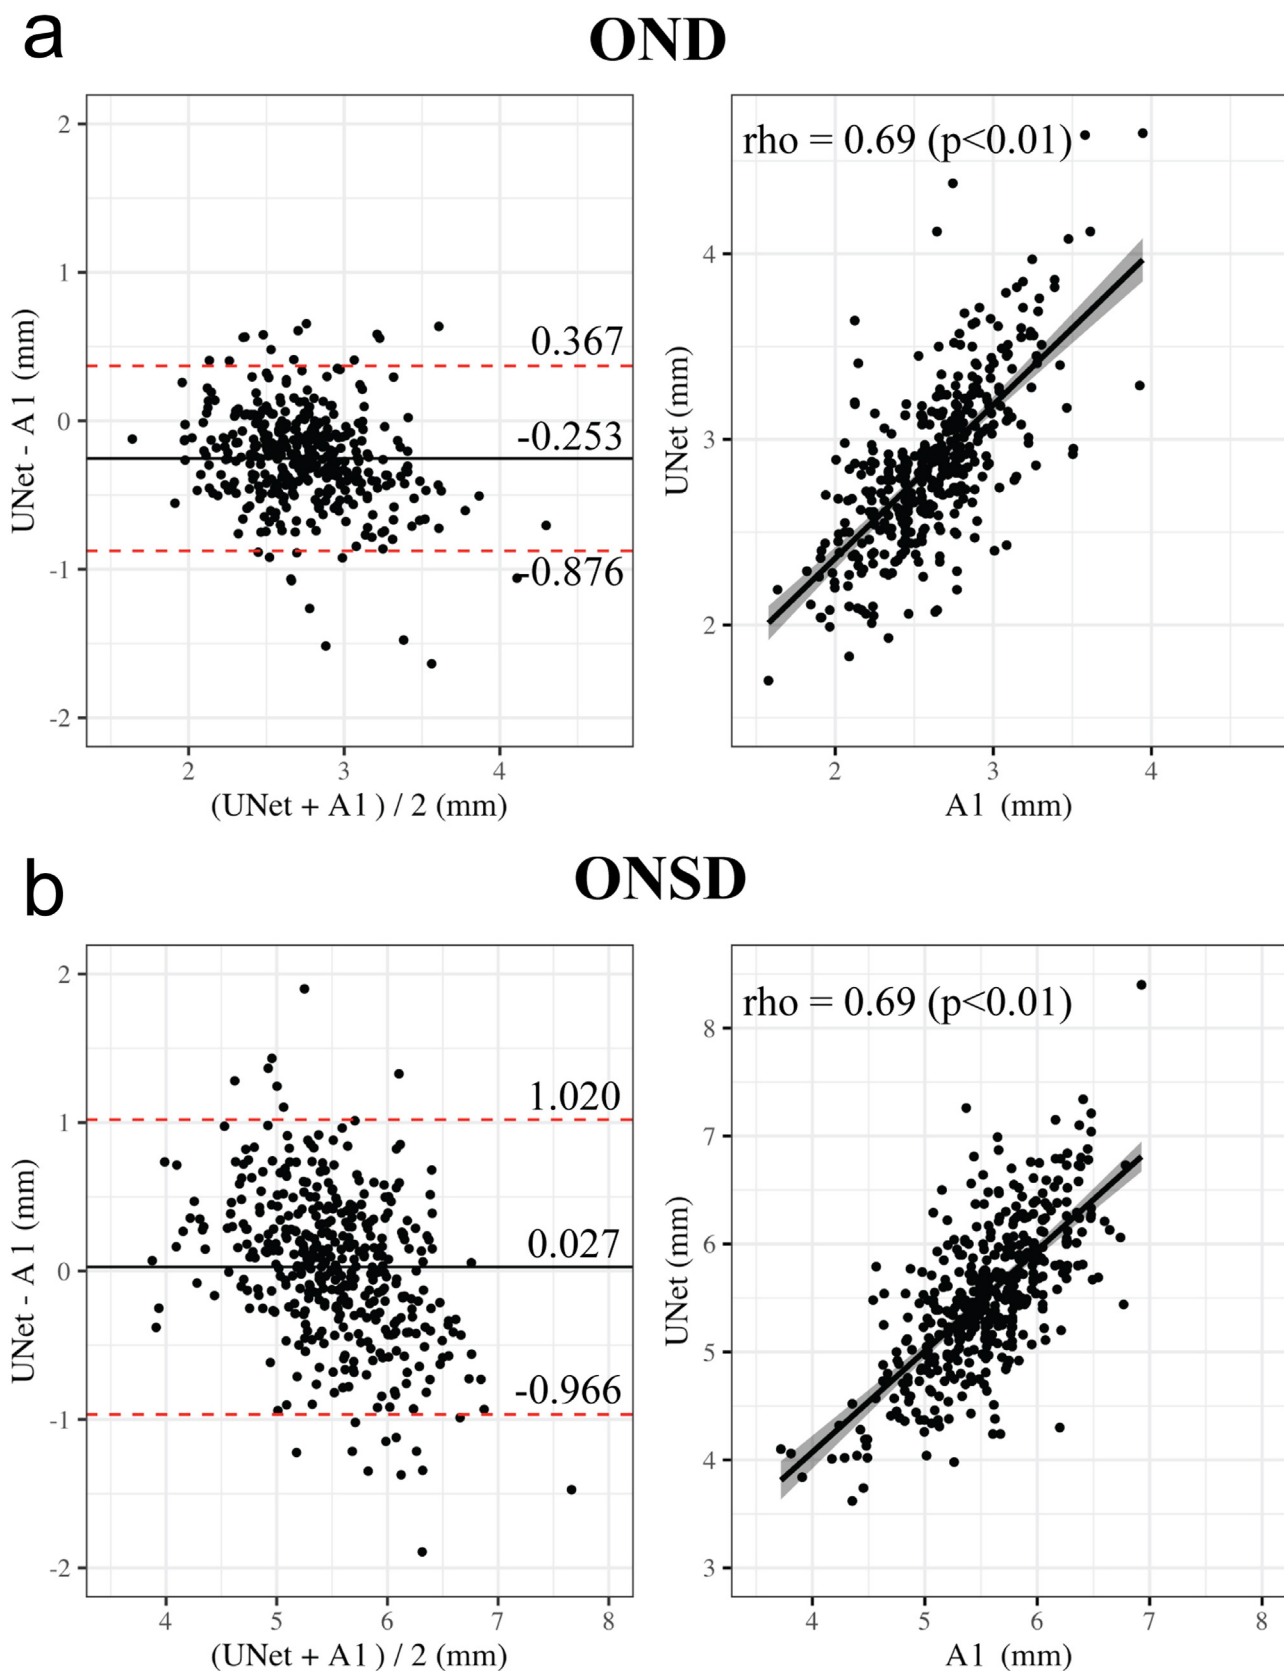 a
OND
2
1
0
-1
-2
UNet - A1 (mm)
0.367
-0.253
-0.876
2 3 4
(UNet + A1 ) / 2 (mm)
rho = 0.69 (p<0.01)
4
3
2
UNet (mm)
2 3 4
A1 (mm)
b
ONSD
2
1
0
-1
-2
UNet - A1 (mm)
1.020
0.027
-0.966
4 5 6 7 8
(UNet + A1 ) / 2 (mm)
rho = 0.69 (p<0.01)
8
7
6
5
4
3
UNet (mm)
4 5 6 7 8
A1 (mm)